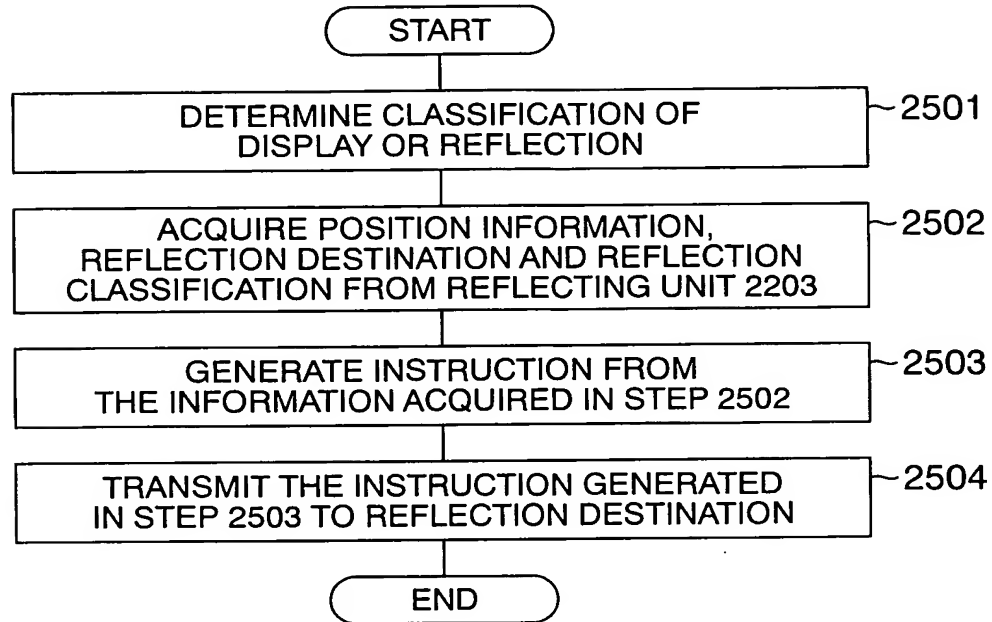 START
DETERMINE CLASSIFICATION OF
DISPLAY OR REFLECTION
2501
ACQUIRE POSITION INFORMATION,
REFLECTION DESTINATION AND REFLECTION
CLASSIFICATION FROM REFLECTING UNIT 2203
2502
GENERATE INSTRUCTION FROM
THE INFORMATION ACQUIRED IN STEP 2502
2503
TRANSMIT THE INSTRUCTION GENERATED
IN STEP 2503 TO REFLECTION DESTINATION
2504
END